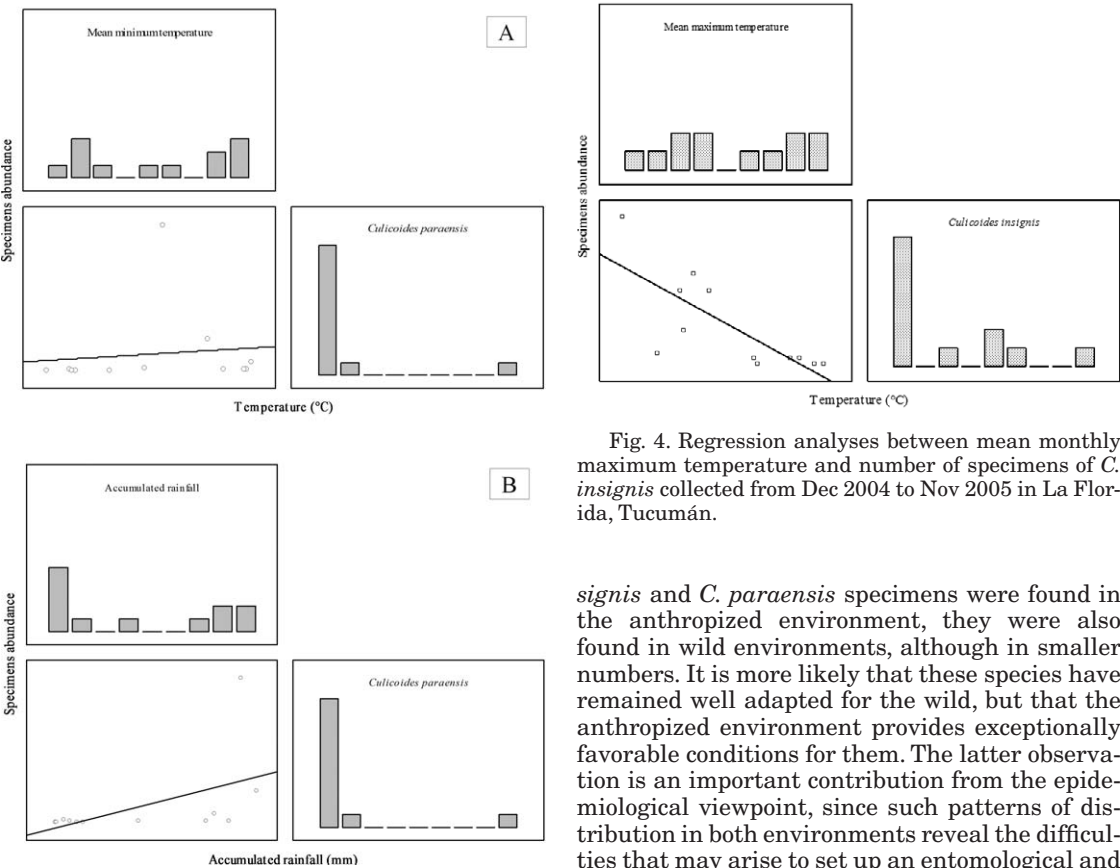 Mean minimum temperature
A
Specimens abundance
Culicoides paraensis
Temperature (°C)
Accumulated rainfall
B
Specimens abundance
Culicoides paraensis
Accumulated rainfall (mm)
Mean maximum temperature
Specimens abundance
Culicoides insignis
Temperature (°C)
Fig. 4. Regression analyses between mean monthly
maximum temperature and number of specimens of C.
insignis collected from Dec 2004 to Nov 2005 in La Flor-
ida, Tucumán.
signis and C. paraensis specimens were found in
the anthropized environment, they were also
found in wild environments, although in smaller
numbers. It is more likely that these species have
remained well adapted for the wild, but that the
anthropized environment provides exceptionally
favorable conditions for them. The latter observa-
tion is an important contribution from the epide-
miological viewpoint, since such patterns of dis-
tribution in both environments reveal the difficul-
ties that may arise to set up an entomological and